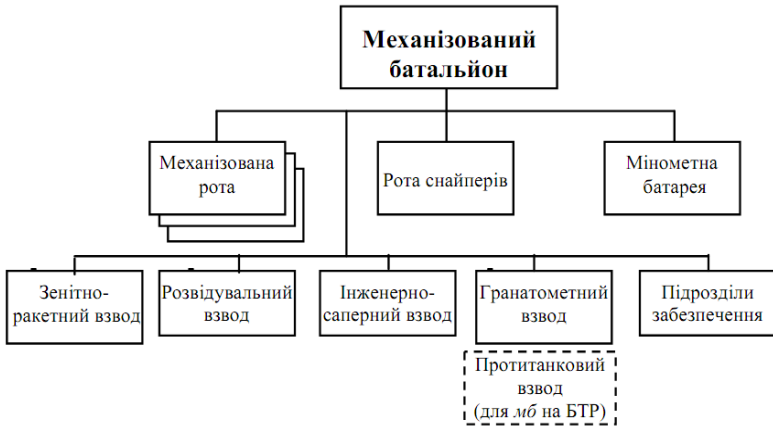 Механізований
батальйон
Механізована
рота
Рота снайперів
Мінометна
батарея
Зенітно-
ракетний взвод
Розвідувальний
взвод
Інженерно-
саперний взвод
Гранатометний
взвод
Підрозділи
забезпечення
Протитанковий
взвод
(для мб на БТР)